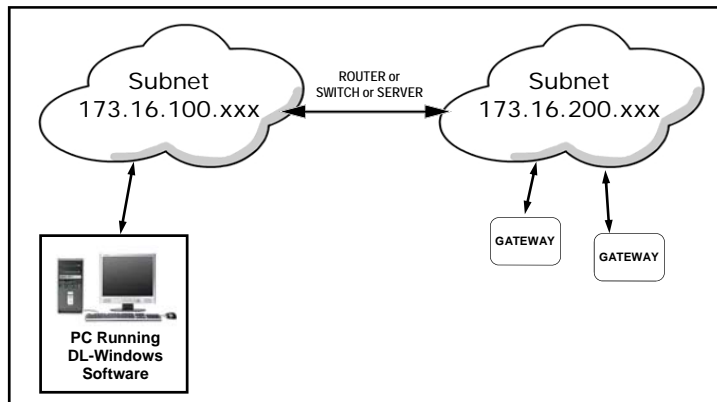 Subnet
173.16.100.xxx
ROUTER or
SWITCH or SERVER
Subnet
173.16.200.xxx
GATEWAY
GATEWAY
PC Running
DL-Windows
Software